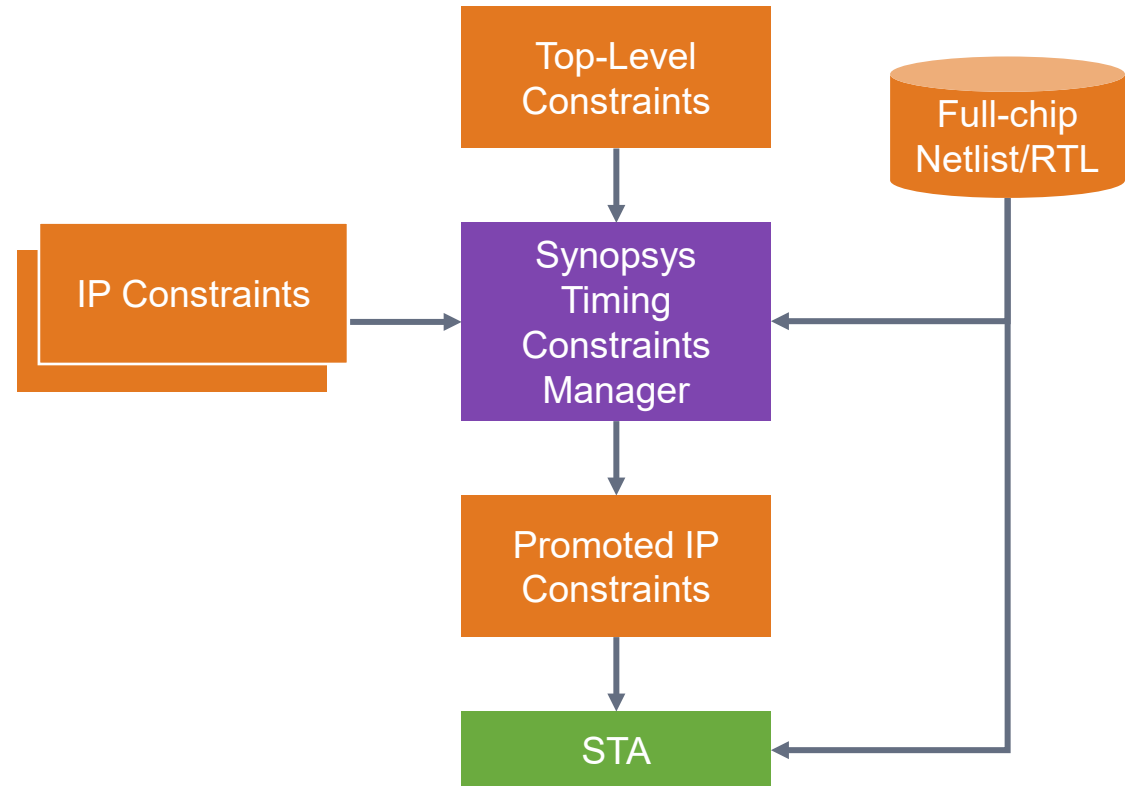 Top-Level
Constraints
Full-chip
Netlist/RTL
IP Constraints
Synopsys
Timing
Constraints
Manager
Promoted IP
Constraints
STA